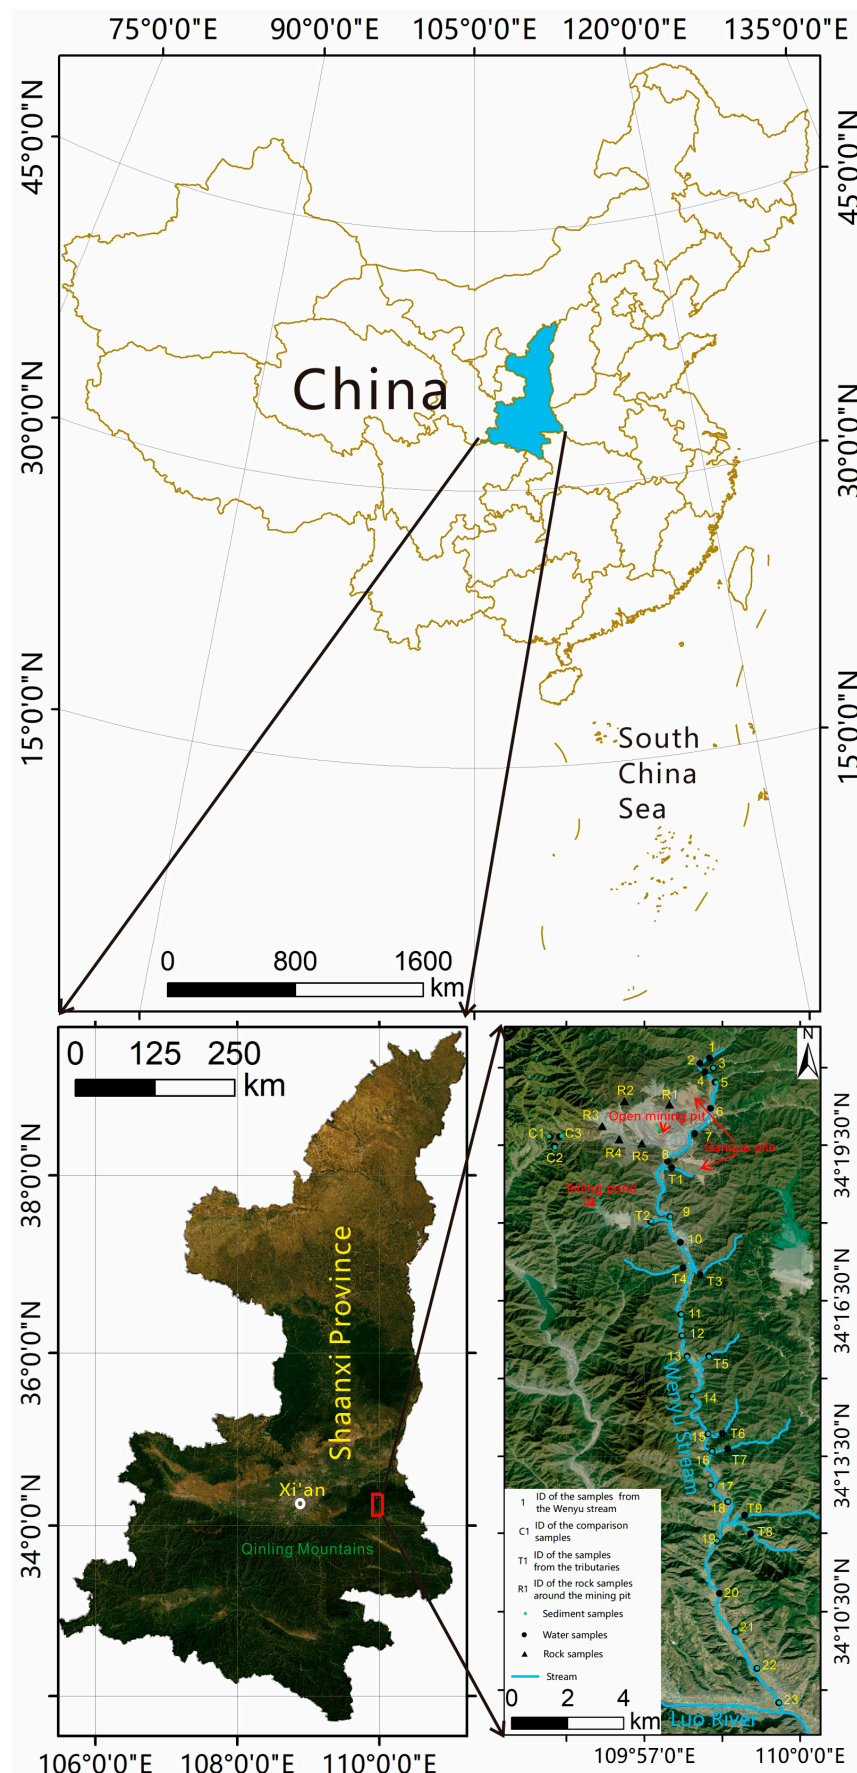 75°0'0"E 90°0'0"E 105°0'0"E 120°0'0"E 135°0'0"E
45°0'0"N
45°0'0"N
China
30°0'0"N
30°0'0"N
15°0'0"N
15°0'0"N
South
China
Sea
0 800 1600
km
0 125 250
km
38°0'0"N
36°0'0"N
34°0'0"N
Shaanxi Province
Xi'an
Qinling Mountains
106°0'0"E 108°0'0"E 110°0'0"E
N
1
2
3
4
5
R2
R1
6
Open mining pit
R3
7
C1
C3
R4
R5
Gangue pile
C2
8
T1
Tailing pond
T2
9
10
T4
T3
11
12
13
T5
Wenyu Stream
14
15
T6
16
T7
17
18
T9
T8
19
20
21
22
23
Luo River
34°19'30"N
34°16'30"N
34°13'30"N
34°10'30"N
1 ID of the samples from
the Wenyu stream
C1 ID of the comparison
samples
T1 ID of the samples
from the tributaries
R1 ID of the rock samples
around the mining pit
Sediment samples
Water samples
Rock samples
Stream
0 2 4
km
109°57'0"E 110°0'0"E